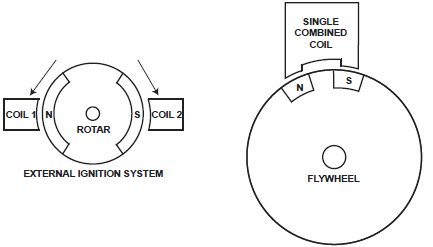 SINGLE
COMBINED
COIL
COIL 1
N
S
COIL 2
ROTAR
EXTERNAL IGNITION SYSTEM
N
S
FLYWHEEL